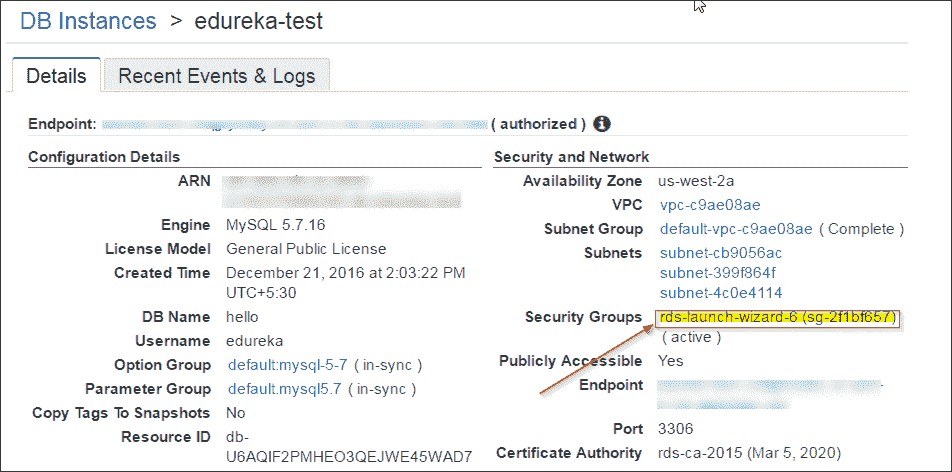 DB Instances > edureka-test
Details
Recent Events & Logs
Endpoint: ( authorized )
Configuration Details
ARN
Engine MySQL 5.7.16
License Model General Public License
Created Time December 21, 2016 at 2:03:22 PM
UTC+5:30
DB Name hello
Username edureka
Option Group default:mysql-5-7 ( in-sync )
Parameter Group default:mysql5.7 ( in-sync )
Copy Tags To Snapshots No
Resource ID db-
U6AQIF2PMHEO3QEJWE45WAD7
Security and Network
Availability Zone us-west-2a
VPC vpc-c9ae08ae
Subnet Group default-vpc-c9ae08ae ( Complete )
Subnets subnet-cb9056ac
subnet-399f864f
subnet-4c0e4114
Security Groups rds-launch-wizard-6 (sg-2f1bf657)
( active )
Publicly Accessible Yes
Endpoint
Port 3306
Certificate Authority rds-ca-2015 (Mar 5, 2020)